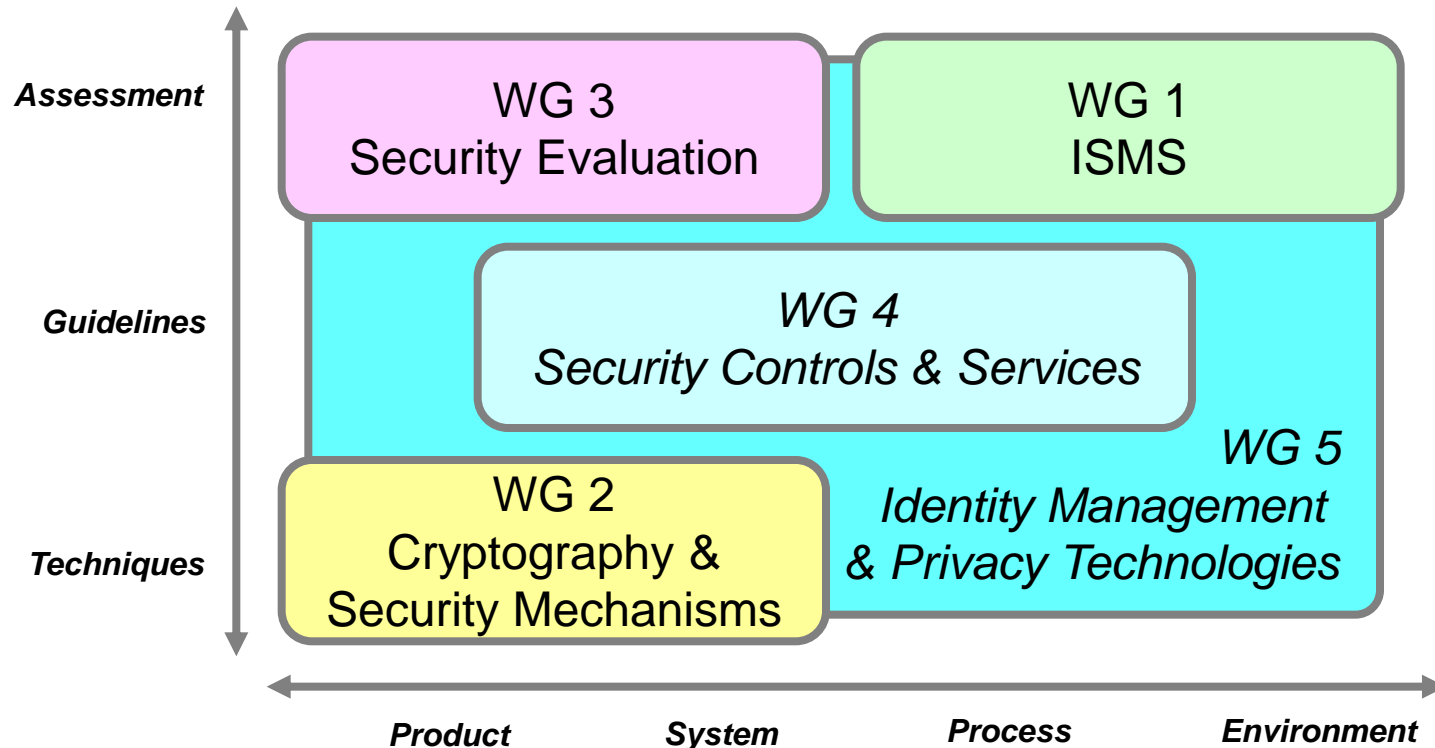 Assessment
WG 3
Security Evaluation
WG 1
ISMS
Guidelines
WG 4
Security Controls & Services
WG 5
Identity Management
& Privacy Technologies
Techniques
WG 2
Cryptography &
Security Mechanisms
Product
System
Process
Environment